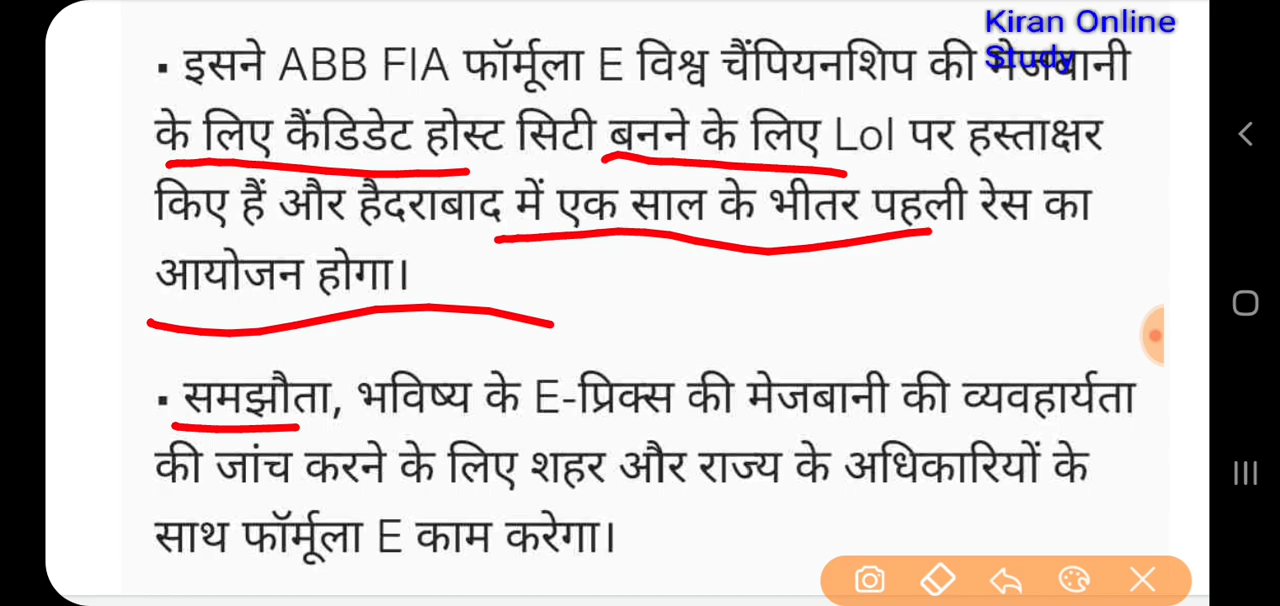 Kiran Online
Study
▪ इसने ABB FIA फॉर्मूला E विश्व चैंपियनशिप की मेजबानी
के लिए कैंडिडेट होस्ट सिटी बनने के लिए LoI पर हस्ताक्षर
किए हैं और हैदराबाद में एक साल के भीतर पहली रेस का
आयोजन होगा।
▪ समझौता, भविष्य के E-प्रिक्स की मेजबानी की व्यवहार्यता
की जांच करने के लिए शहर और राज्य के अधिकारियों के
साथ फॉर्मूला E काम करेगा।